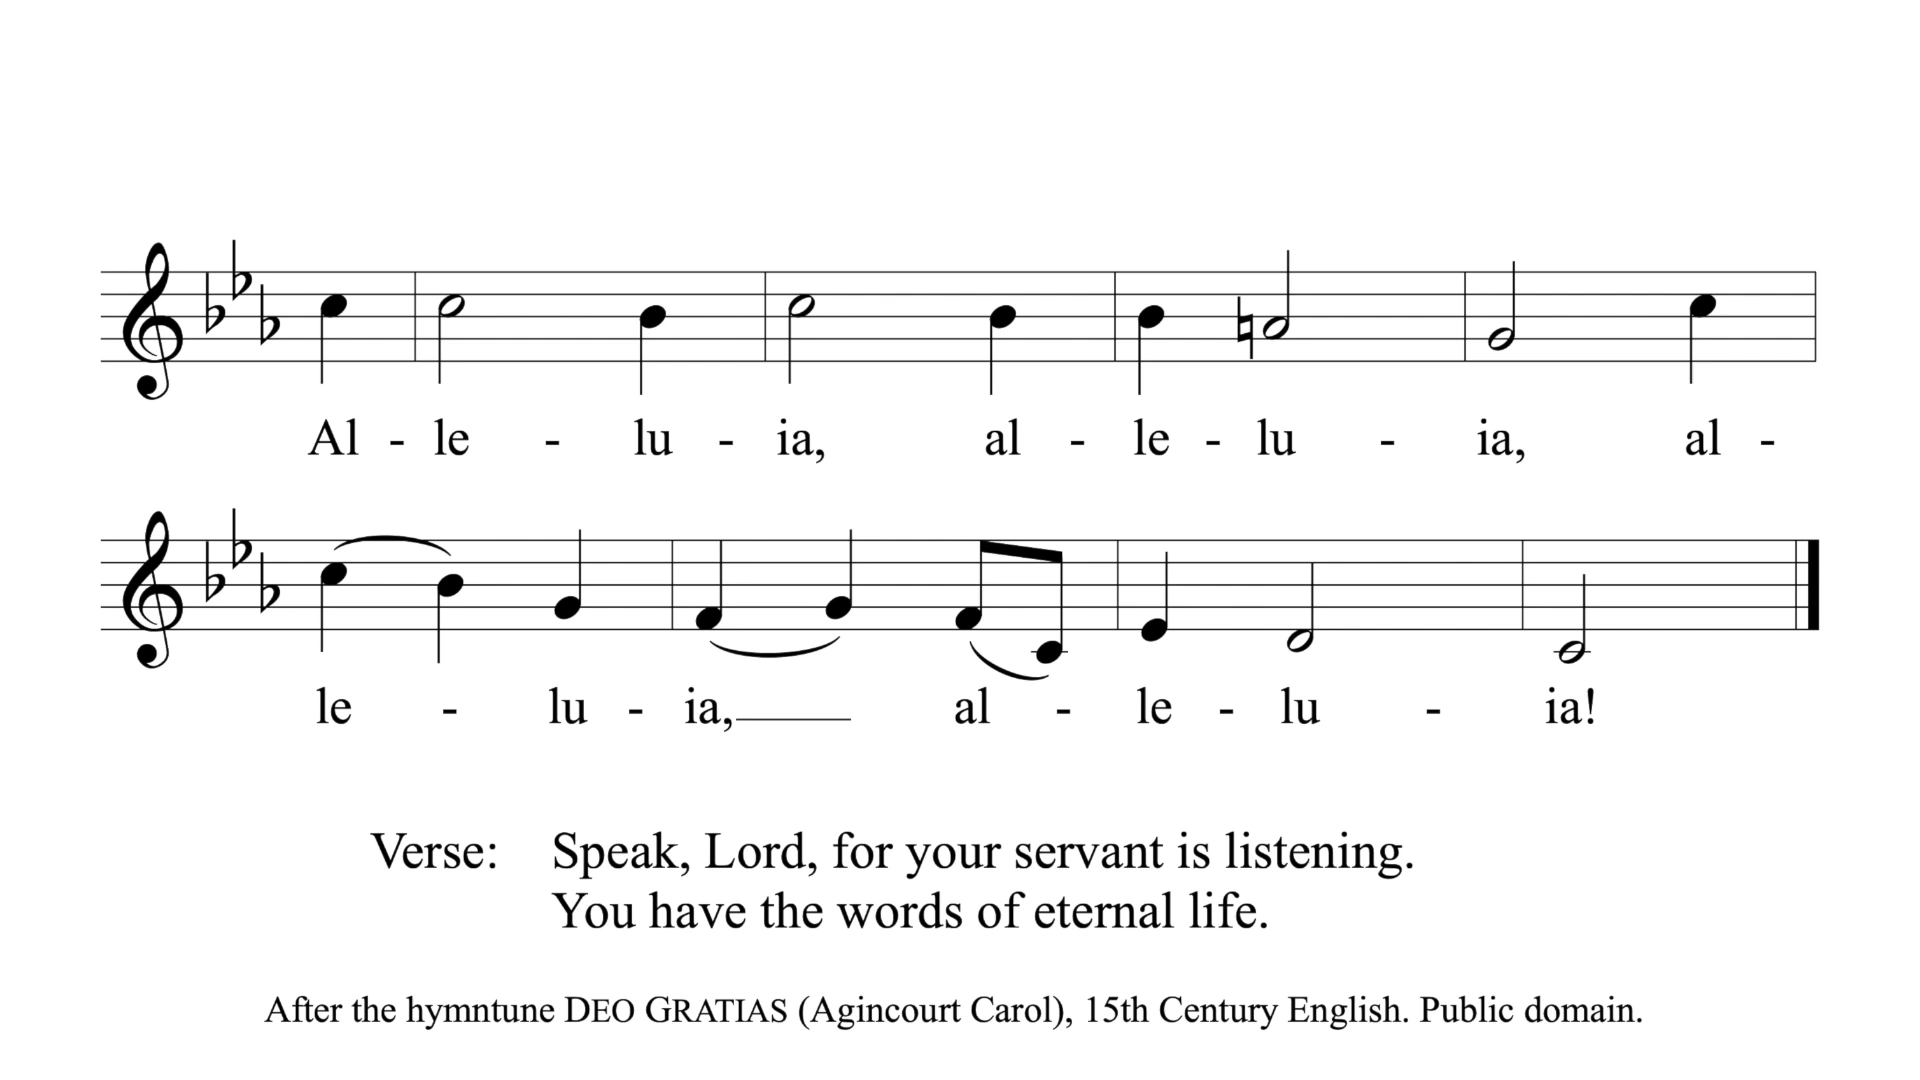 Al - le - lu - ia, al - le - lu - ia, al -
le - lu - ia, al - le - lu - ia!
Verse: Speak, Lord, for your servant is listening.
You have the words of eternal life.
After the hymntune DEO GRATIAS (Agincourt Carol), 15th Century English. Public domain.